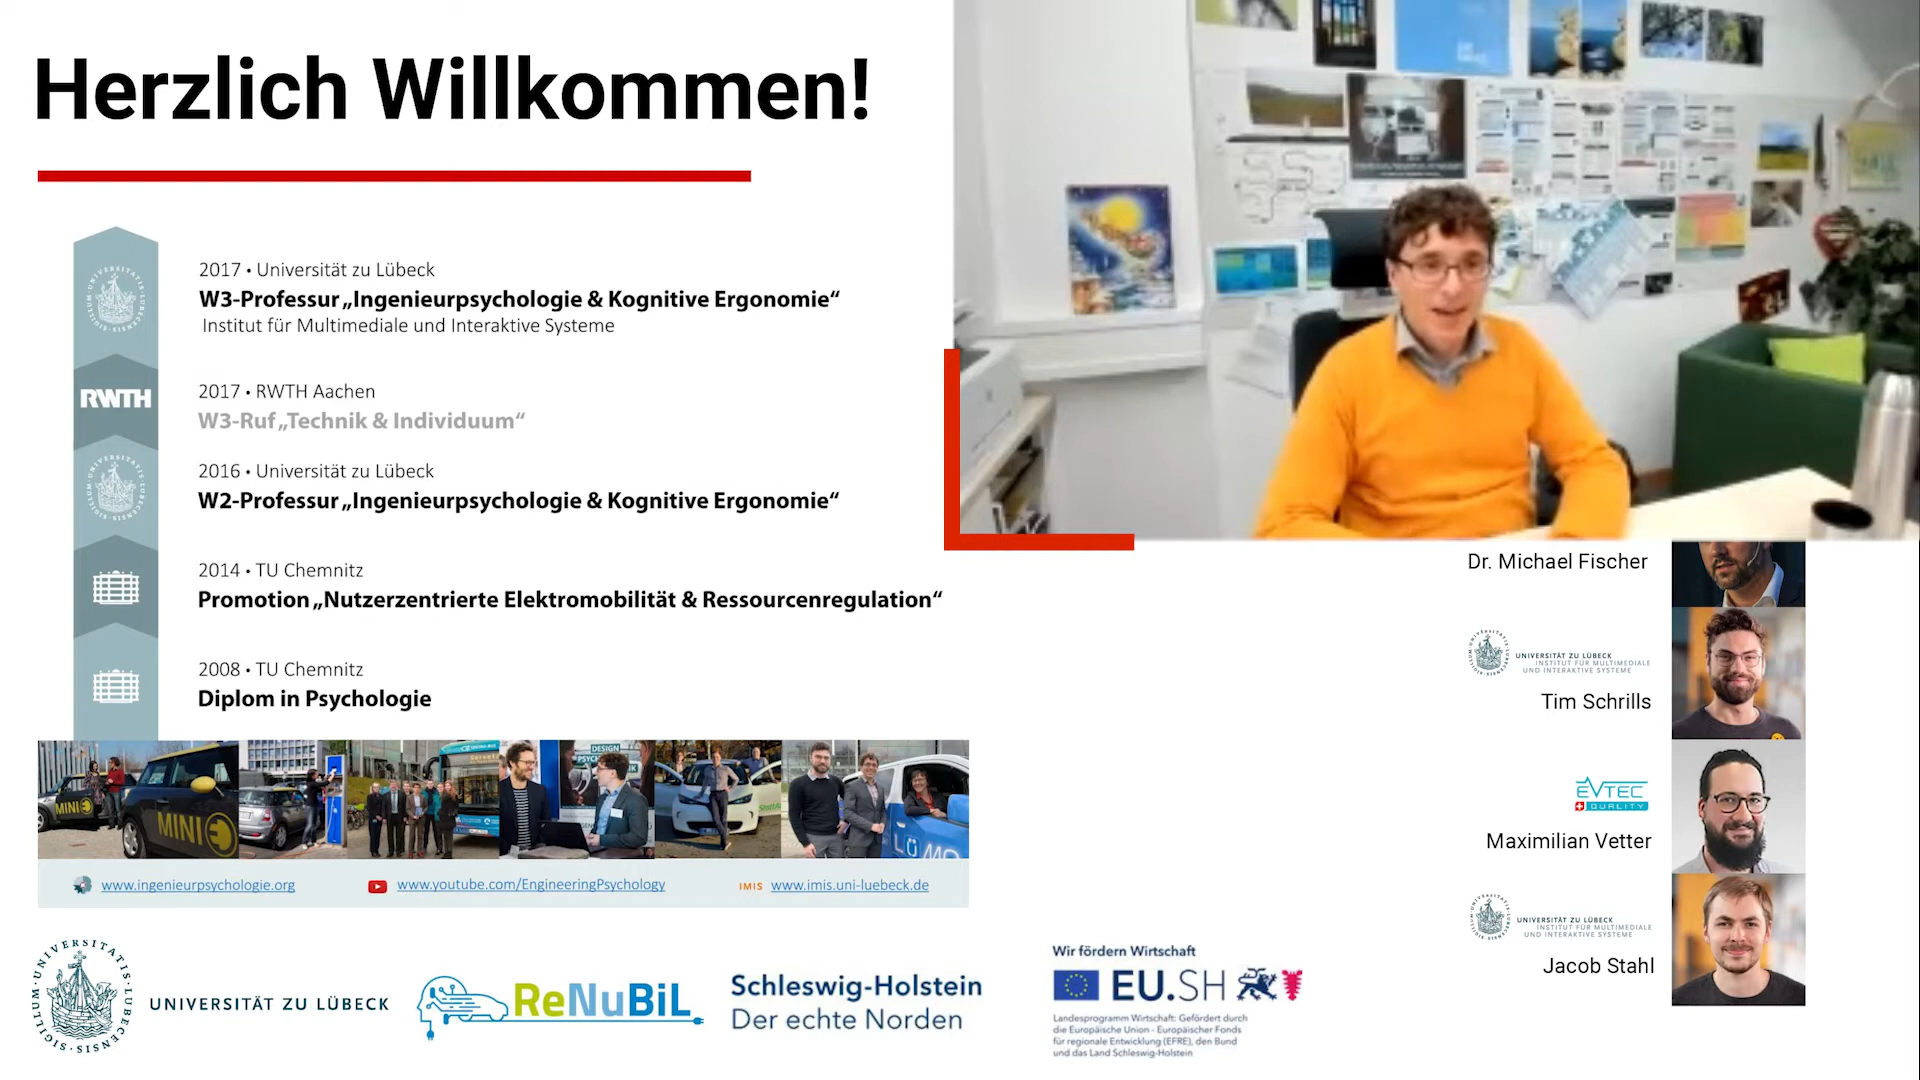 Herzlich Willkommen!
2017 • Universität zu Lübeck
W3-Professur „Ingenieurpsychologie & Kognitive Ergonomie“
Institut für Multimediale und Interaktive Systeme
RWTH
2017 • RWTH Aachen
W3-Ruf „Technik & Individuum“
2016 • Universität zu Lübeck
W2-Professur „Ingenieurpsychologie & Kognitive Ergonomie“
2014 • TU Chemnitz
Promotion „Nutzerzentrierte Elektromobilität & Ressourcenregulation“
2008 • TU Chemnitz
Diplom in Psychologie
MINI
MINI
DESIGN
www.ingenieurpsychologie.org
www.youtube.com/EngineeringPsychology
IMIS www.imis.uni-luebeck.de
Dr. Michael Fischer
UNIVERSITÄT ZU LÜBECK
INSTITUT FÜR MULTIMEDIALE
UND INTERAKTIVE SYSTEME
Tim Schrills
EVTEC
QUALITY
Maximilian Vetter
UNIVERSITÄT ZU LÜBECK
INSTITUT FÜR MULTIMEDIALE
UND INTERAKTIVE SYSTEME
Jacob Stahl
UNIVERSITÄT ZU LÜBECK
ReNuBiL
Schleswig-Holstein
Der echte Norden
Wir fördern Wirtschaft
EU.SH
Landesprogramm Wirtschaft: Gefördert durch
die Europäische Union - Europäischer Fonds
für regionale Entwicklung (EFRE), den Bund
und das Land Schleswig-Holstein